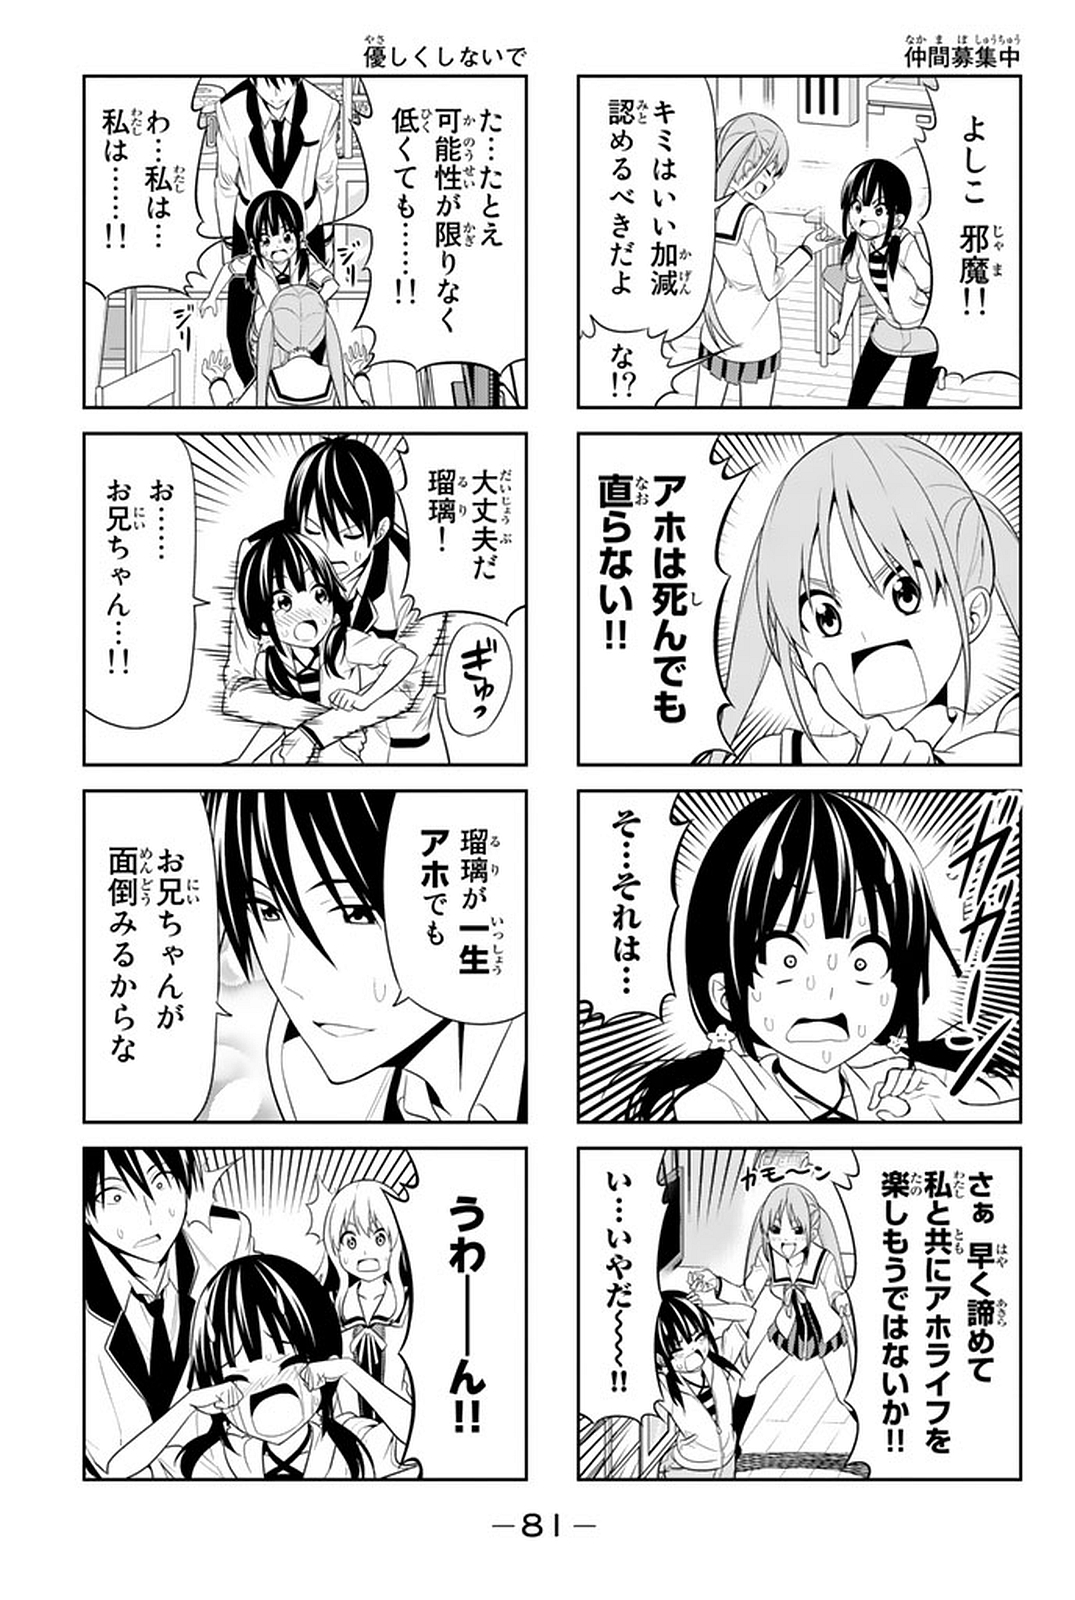 仲間募集中
よしこ 邪魔!!
キミはいい加減
認めるべきだよ
な!?
アホは死んでも
直らない!!
ガガーン
そ…それは…
さぁ 早く諦めて
私と共にアホライフを
楽しもうではないか!!
カモ〜ン
い…いやだ〜〜〜!!
優しくしないで
た…たとえ
可能性が限りなく
低くても……!!
わ…私は…
私は……!!
ジリ
ジリ
大丈夫だ
瑠璃!
ぎゅっ
お……
お兄ちゃん…!!
瑠璃が一生
アホでも
お兄ちゃんが
面倒みるからな
うわーーん!!
—81—